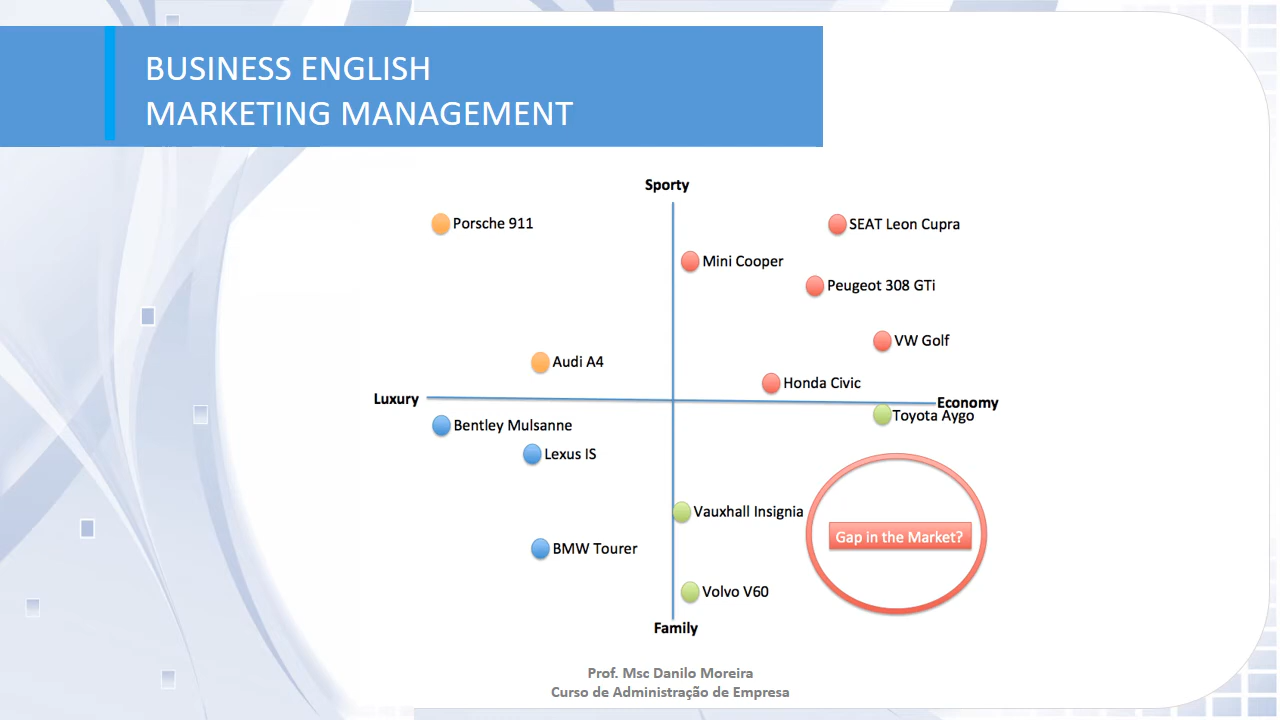 BUSINESS ENGLISH
MARKETING MANAGEMENT
Sporty
Porsche 911
SEAT Leon Cupra
Mini Cooper
Peugeot 308 GTi
VW Golf
Audi A4
Honda Civic
Luxury
Economy
Toyota Aygo
Bentley Mulsanne
Lexus IS
Vauxhall Insignia
Gap in the Market?
BMW Tourer
Volvo V60
Family
Prof. Msc Danilo Moreira
Curso de Administração de Empresa